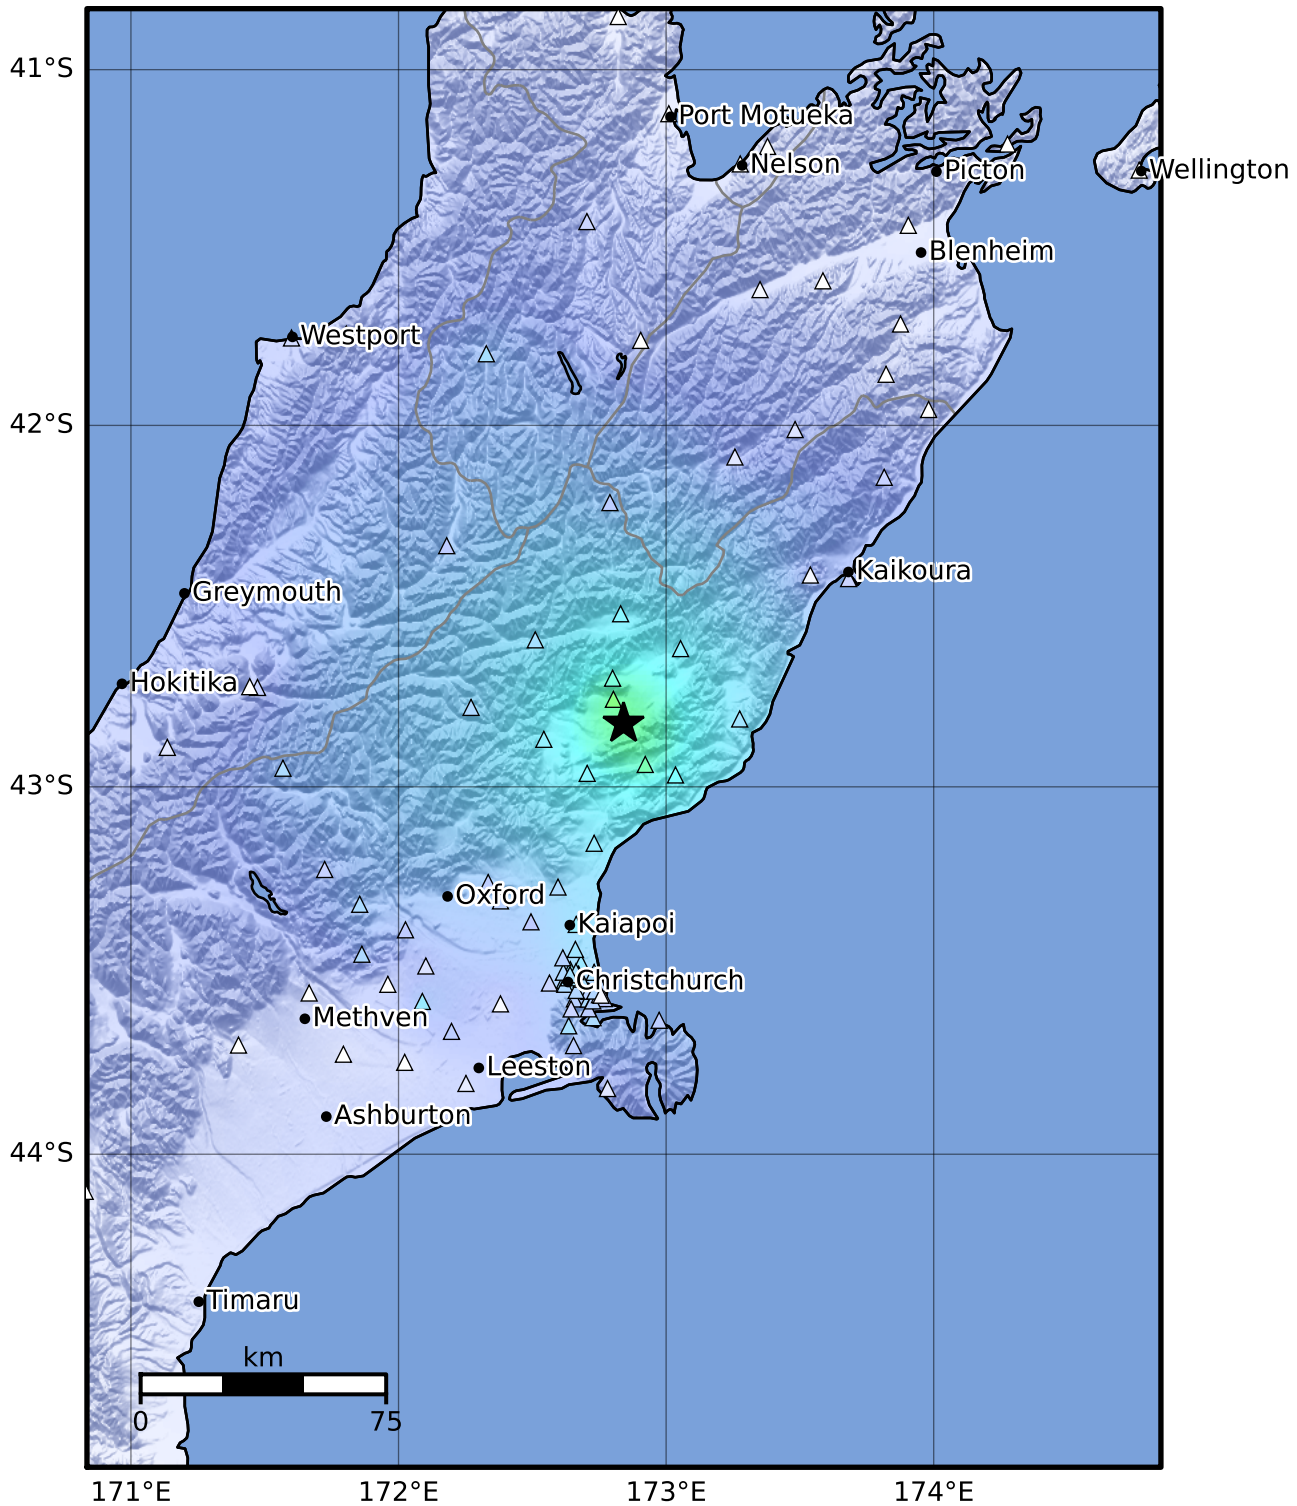 41°S
Port Motueka
Nelson
Picton
Wellington
Blenheim
Westport
42°S
Kaikoura
Greymouth
Hokitika
43°S
Oxford
Kaiapoi
Christchurch
Methven
Leeston
Ashburton
44°S
Timaru
km
0 75
171°E 172°E 173°E 174°E